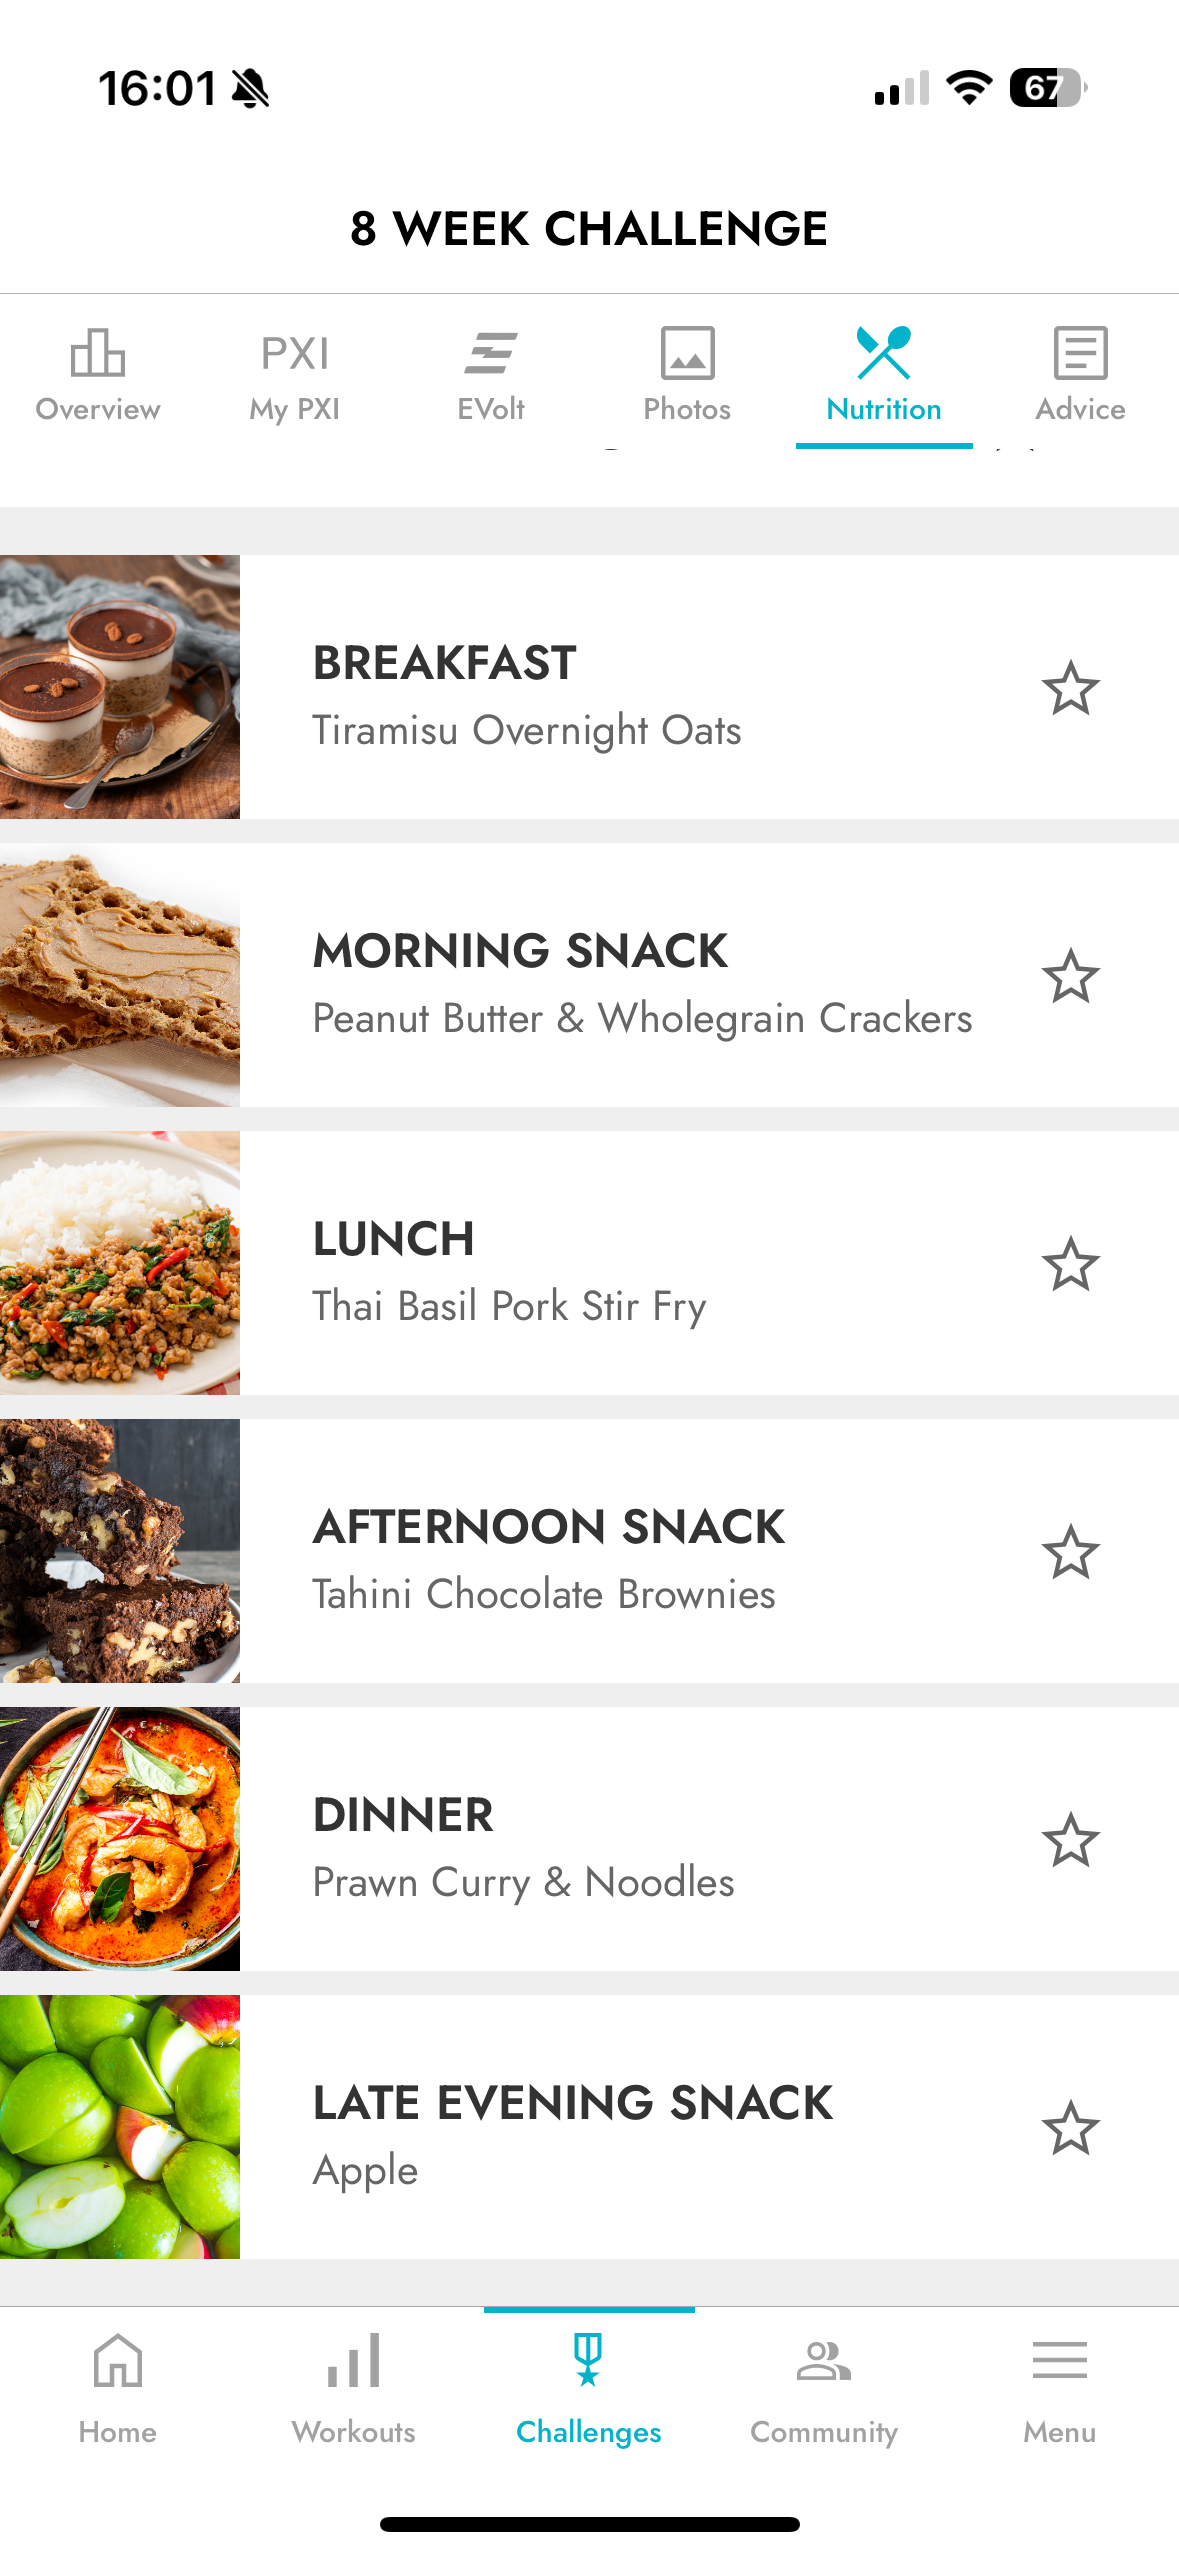 16:01
67
8 WEEK CHALLENGE
PXI
Overview My PXI EVolt Photos Nutrition Advice
BREAKFAST
Tiramisu Overnight Oats
MORNING SNACK
Peanut Butter & Wholegrain Crackers
LUNCH
Thai Basil Pork Stir Fry
AFTERNOON SNACK
Tahini Chocolate Brownies
DINNER
Prawn Curry & Noodles
LATE EVENING SNACK
Apple
Home Workouts Challenges Community Menu